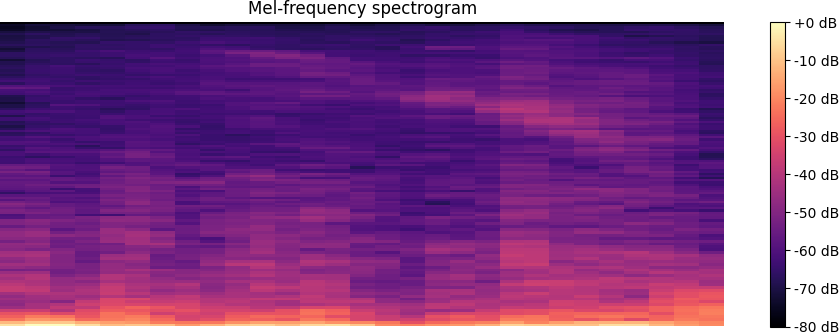 Mel-frequency spectrogram
+0 dB
-10 dB
-20 dB
-30 dB
-40 dB
-50 dB
-60 dB
-70 dB
-80 dB